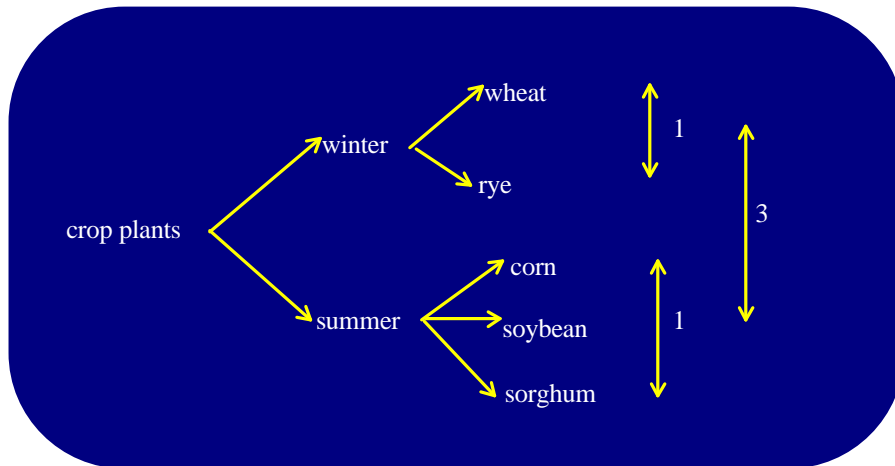 wheat
1
winter
rye
3
crop plants
corn
summer
1
soybean
sorghum